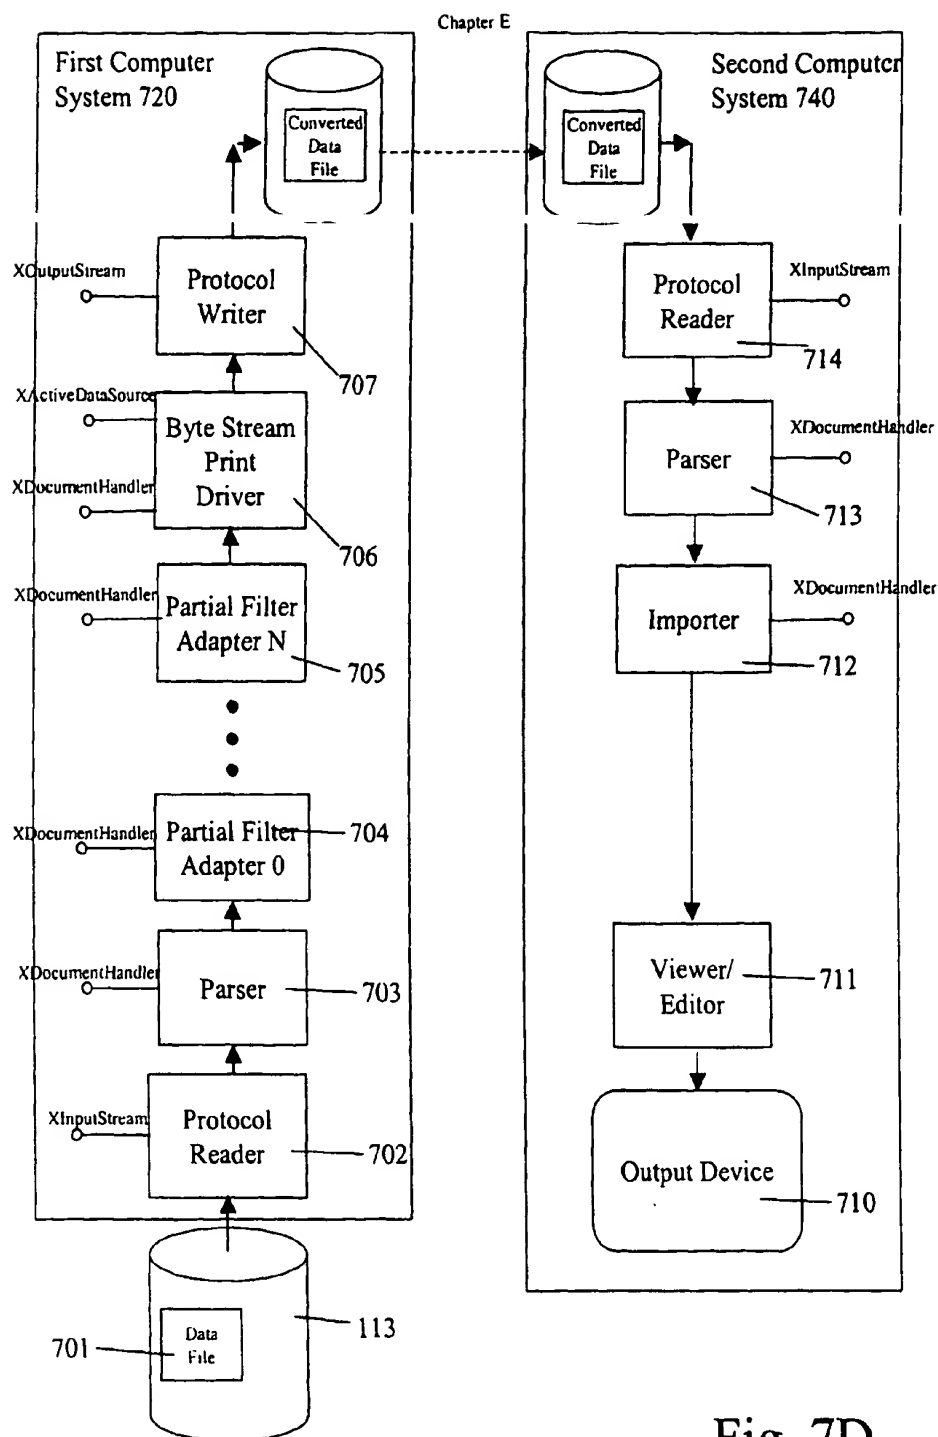 Chapter E
First Computer
System 720
Converted
Data
File
XOutputStream
Protocol
Writer
707
XActiveDataSource
Byte Stream
Print
Driver
XDocumentHandler
706
XDocumentHandler
Partial Filter
Adapter N
705
XDocumentHandler
Partial Filter
Adapter 0
704
XDocumentHandler
Parser
703
XInputStream
Protocol
Reader
702
113
701
Data
File
Second Computer
System 740
Converted
Data
File
Protocol
Reader
XInputStream
714
Parser
XDocumentHandler
713
Importer
XDocumentHandler
712
Viewer/
Editor
711
Output Device
710
Fig. 7D